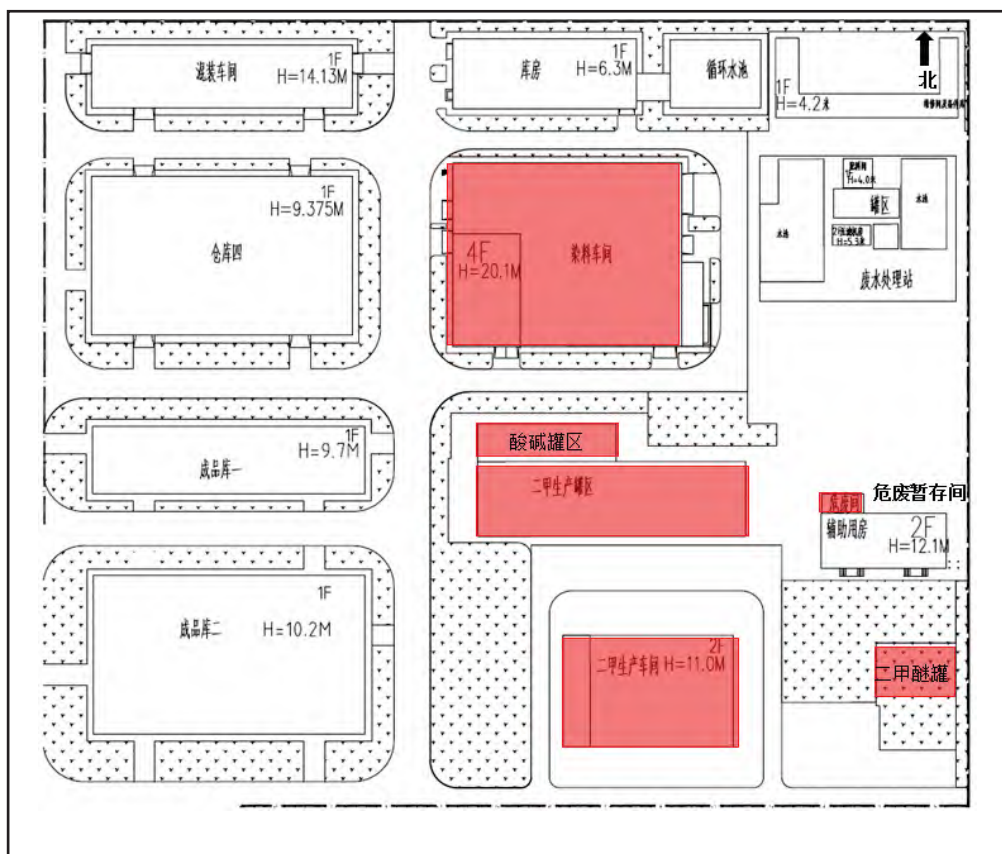 1F
H=14.13M
混装车间
1F
H=6.3M
库房
循环水池
北
1F
H=4.2米
1F
H=9.375M
仓库四
4F
H=20.1M
染料车间
H=4.0米
罐区
水池
水池
H=5.3米
废水处理站
1F
H=9.7M
成品库一
酸碱罐区
二甲生产罐区
危废暂存间
危废间
辅助用房
2F
H=12.1M
1F
成品库二
H=10.2M
2F
二甲生产车间 H=11.0M
二甲醚罐